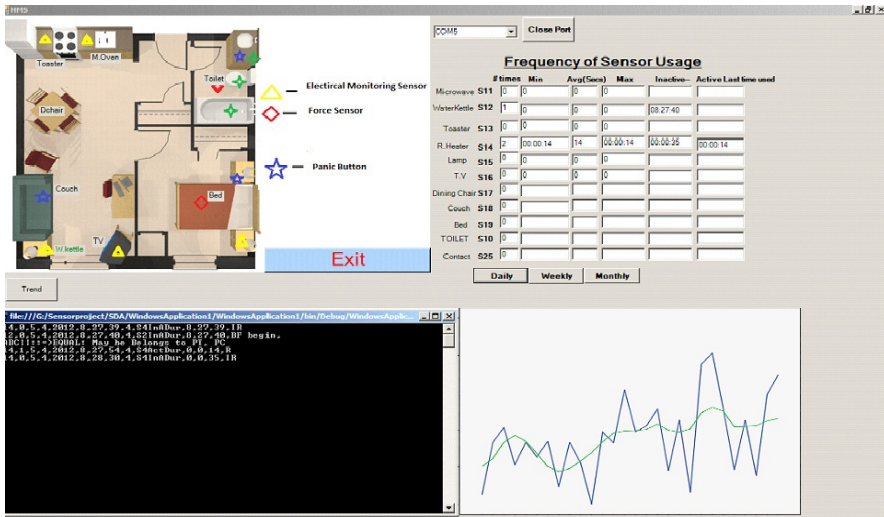 HMS
Toaster
M.Oven
Dchair
Toilet
Couch
Bed
W.kettle
TV
Electircal Monitoring Sensor
Force Sensor
Panic Button
Exit
COM5
Close Port
Frequency of Sensor Usage
#times Min Avg(Secs) Max Inactive-- Active Last time used
Microwave S11 0 0 0 0
WaterKettle S12 1 0 0 0 08:27:40
Toaster S13 0 0 0 0
R.Heater S14 2 00:00:14 14 00:00:14 00:00:35 00:00:14
Lamp S15 0 0 0 0
T.V S16 0 0 0 0
Dining Chair S17 0
Couch S18 0
Bed S19 0
TOILET S10 0
Contact S25 0
Daily Weekly Monthly
Trend
file:///G:/Sensorproject/SDA/WindowsApplication1/WindowsApplication1/bin/Debug/WindowsApplic...
4,0,5,4,2012,8,27,39,4,S4InADur,8,27,39,IR
2,0,5,4,2012,8,27,40,4,S2InADur,8,27,40,BF begin,
ABC!!!!=>EQUAL: May be Belongs to PT, PC
4,1,5,4,2012,8,27,54,4,S4ActDur,0,0,14,R
4,0,5,4,2012,8,28,30,4,S4InADur,0,0,35,IR